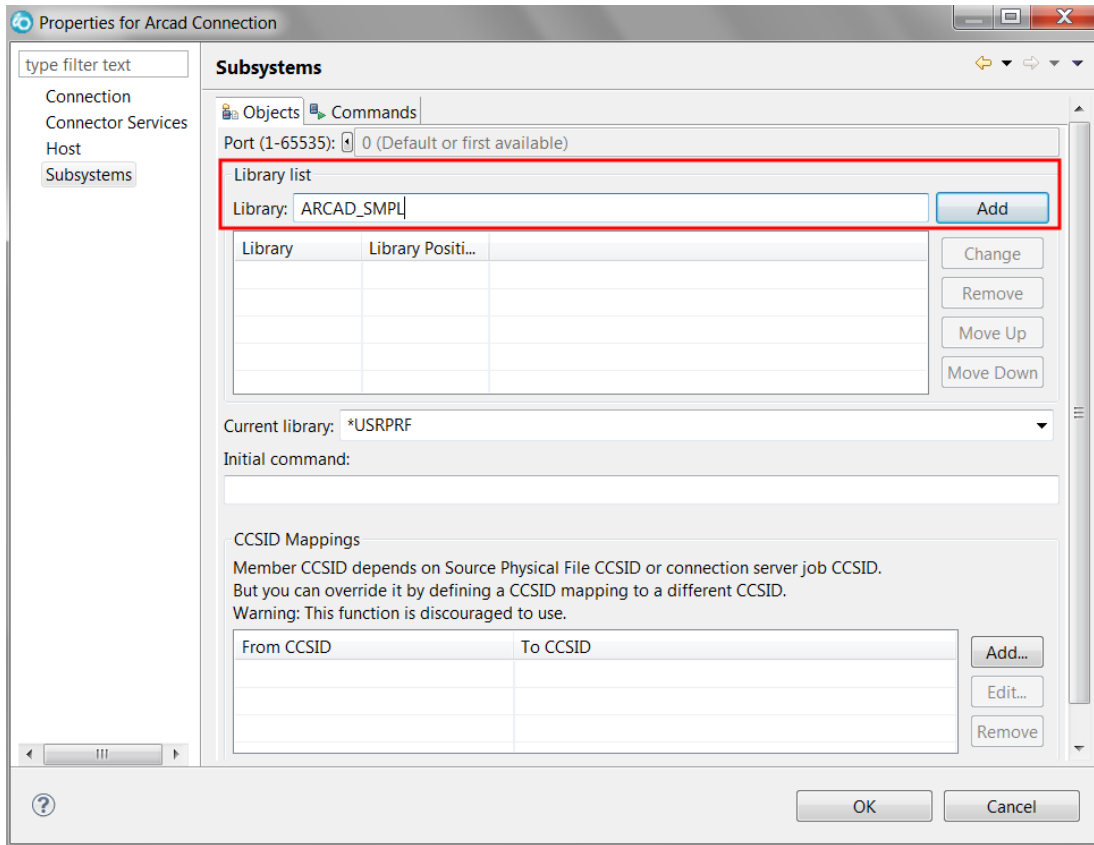 Properties for Arcad Connection
type filter text
Connection
Connector Services
Host
Subsystems
Subsystems
Objects Commands
Port (1-65535): 0 (Default or first available)
Library list
Library: ARCAD_SMPL Add
Library Library Positi...
Change
Remove
Move Up
Move Down
Current library: *USRPRF
Initial command:
CCSID Mappings
Member CCSID depends on Source Physical File CCSID or connection server job CCSID.
But you can override it by defining a CCSID mapping to a different CCSID.
Warning: This function is discouraged to use.
From CCSID To CCSID
Add...
Edit...
Remove
OK Cancel